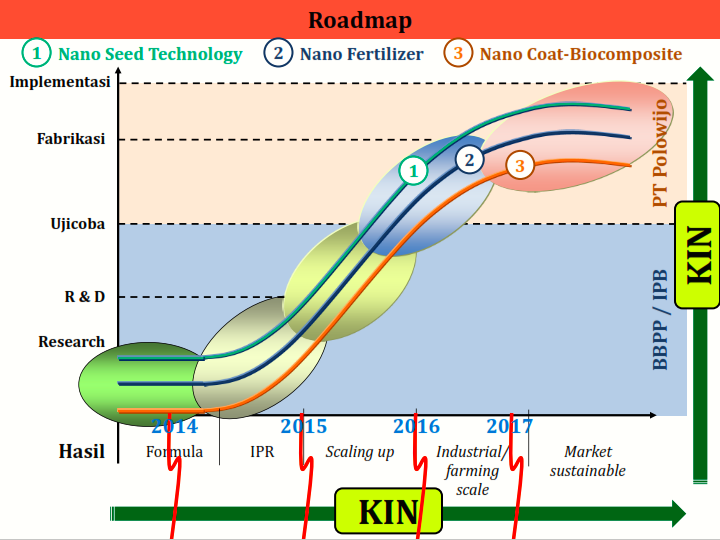 Roadmap
1 Nano Seed Technology 2 Nano Fertilizer 3 Nano Coat-Biocomposite
Implementasi
Fabrikasi
Ujicoba
R & D
Research
1
2
3
PT Polowijo
BBPP / IPB
KIN
2014 2015 2016 2017
Hasil
Formula
IPR
Scaling up
Industrial/
farming
scale
Market
sustainable
KIN